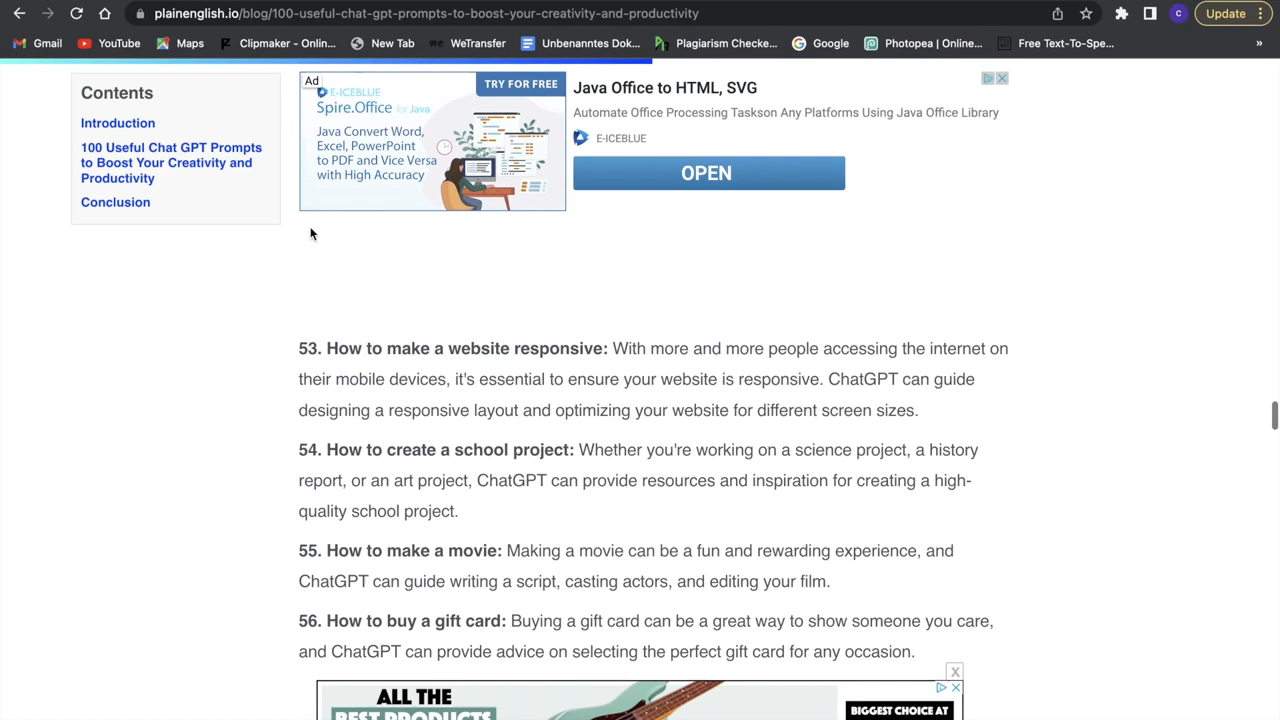 plainenglish.io/blog/100-useful-chat-gpt-prompts-to-boost-your-creativity-and-productivity
C
Update
Gmail
YouTube
Maps
Clipmaker - Onlin...
New Tab
WeTransfer
Unbenanntes Dok...
Plagiarism Checke...
Google
Photopea | Online...
Free Text-To-Spe...
»
Contents
Introduction
100 Useful Chat GPT Prompts
to Boost Your Creativity and
Productivity
Conclusion
Ad
TRY FOR FREE
E-ICEBLUE
Spire.Office for Java
Java Convert Word,
Excel, PowerPoint
to PDF and Vice Versa
with High Accuracy
Java Office to HTML, SVG
Automate Office Processing Taskson Any Platforms Using Java Office Library
E-ICEBLUE
OPEN
53. How to make a website responsive: With more and more people accessing the internet on
their mobile devices, it's essential to ensure your website is responsive. ChatGPT can guide
designing a responsive layout and optimizing your website for different screen sizes.
54. How to create a school project: Whether you're working on a science project, a history
report, or an art project, ChatGPT can provide resources and inspiration for creating a high-
quality school project.
55. How to make a movie: Making a movie can be a fun and rewarding experience, and
ChatGPT can guide writing a script, casting actors, and editing your film.
56. How to buy a gift card: Buying a gift card can be a great way to show someone you care,
and ChatGPT can provide advice on selecting the perfect gift card for any occasion.
X
ALL THE
BEST PRODUCTS
BIGGEST CHOICE AT